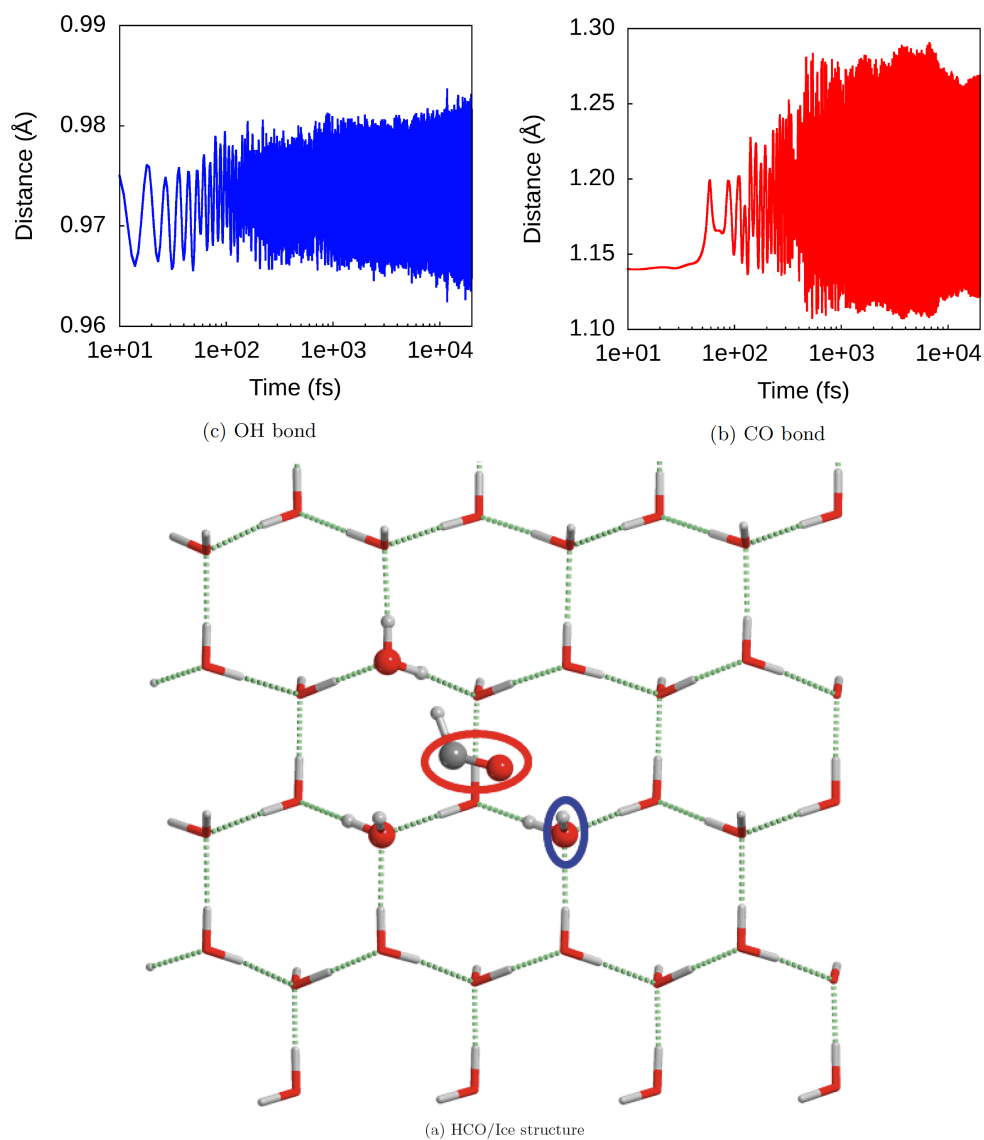 0.99
0.98
0.97
0.96
Distance (Å)
1e+01 1e+02 1e+03 1e+04
Time (fs)
(c) OH bond
1.30
1.25
1.20
1.15
1.10
Distance (Å)
1e+01 1e+02 1e+03 1e+04
Time (fs)
(b) CO bond
(a) HCO/Ice structure